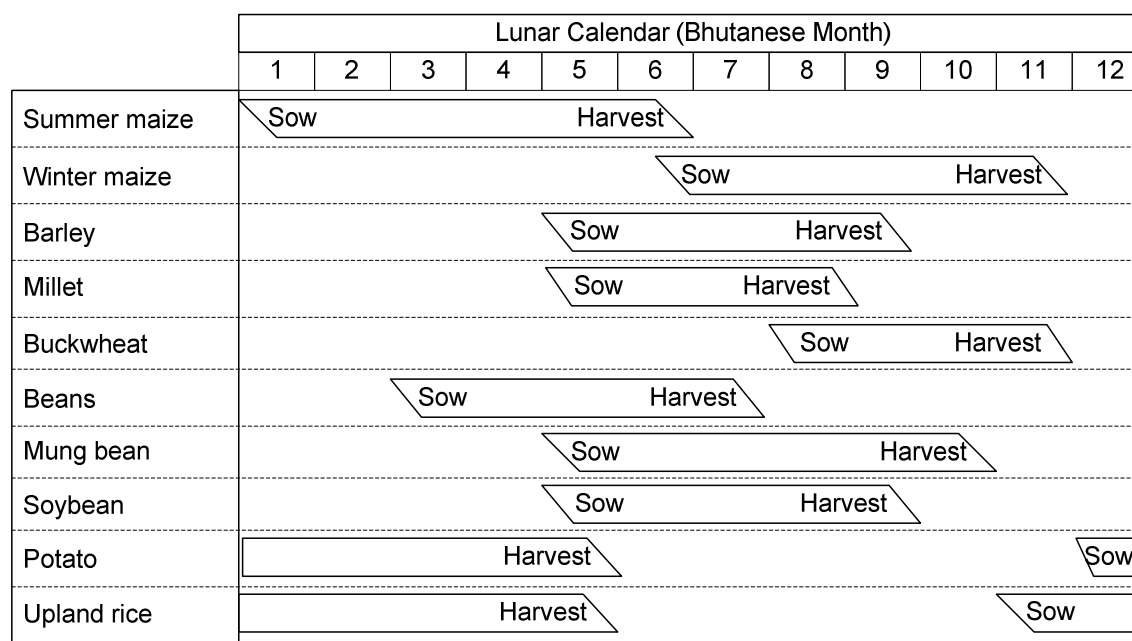 Lunar Calendar (Bhutanese Month)
1 2 3 4 5 6 7 8 9 10 11 12
Summer maize Sow Harvest
Winter maize Sow Harvest
Barley Sow Harvest
Millet Sow Harvest
Buckwheat Sow Harvest
Beans Sow Harvest
Mung bean Sow Harvest
Soybean Sow Harvest
Potato Harvest Sow
Upland rice Harvest Sow